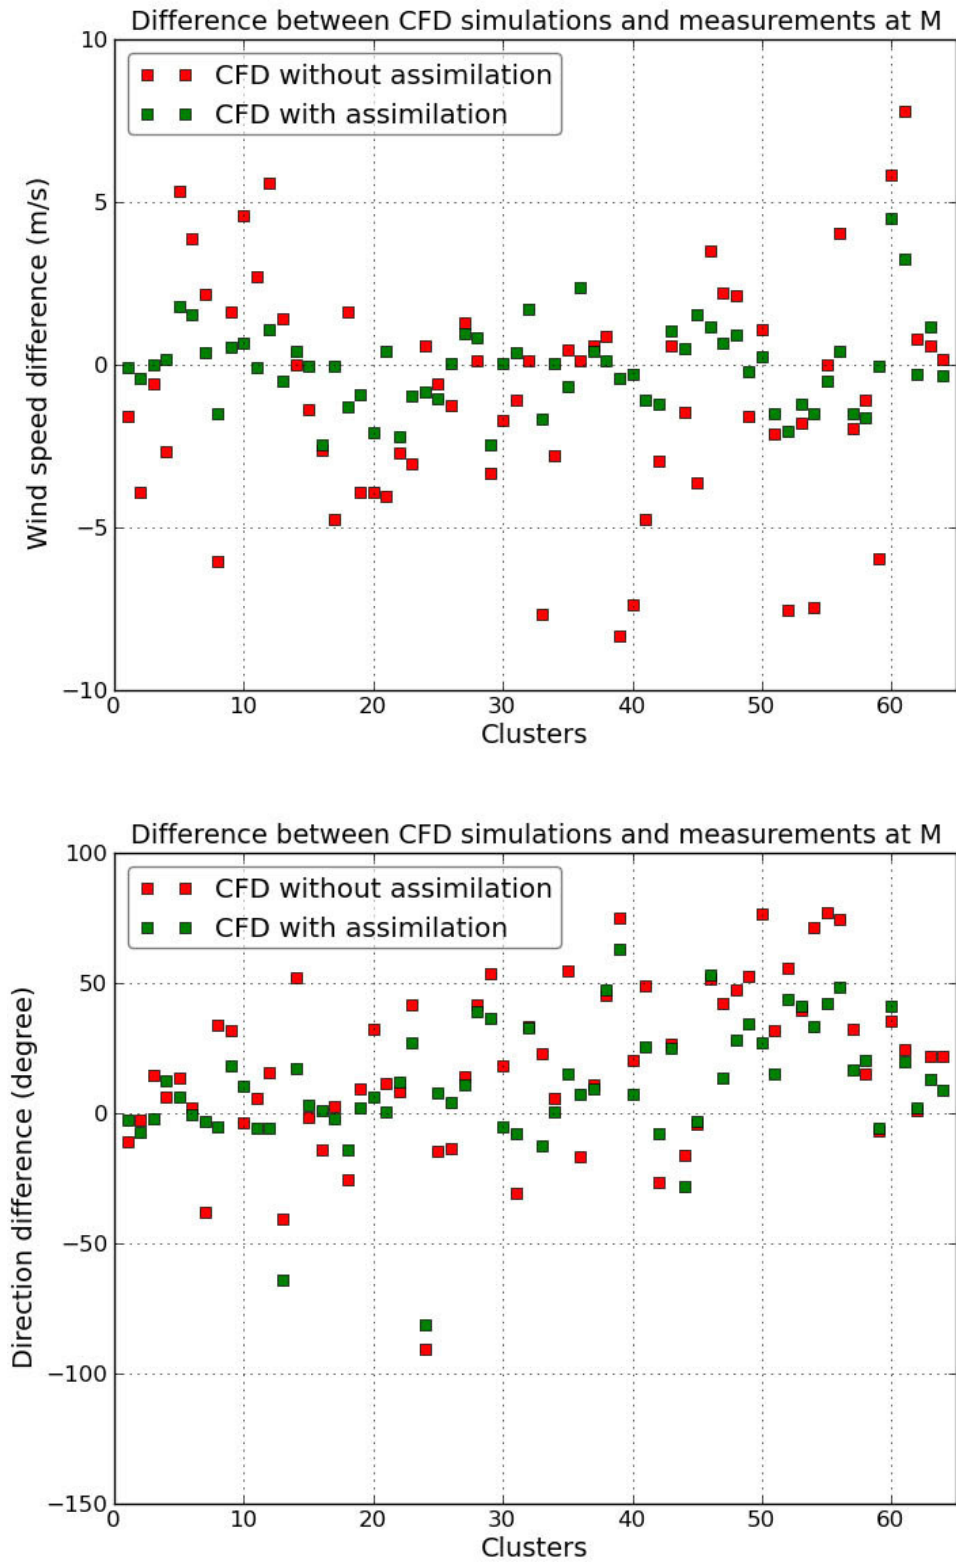 Difference between CFD simulations and measurements at M
10
CFD without assimilation
CFD with assimilation
5
Wind speed difference (m/s)
0
−5
−10
0 10 20 30 40 50 60
Clusters
Difference between CFD simulations and measurements at M
100
CFD without assimilation
CFD with assimilation
50
Direction difference (degree)
0
−50
−100
−150
0 10 20 30 40 50 60
Clusters